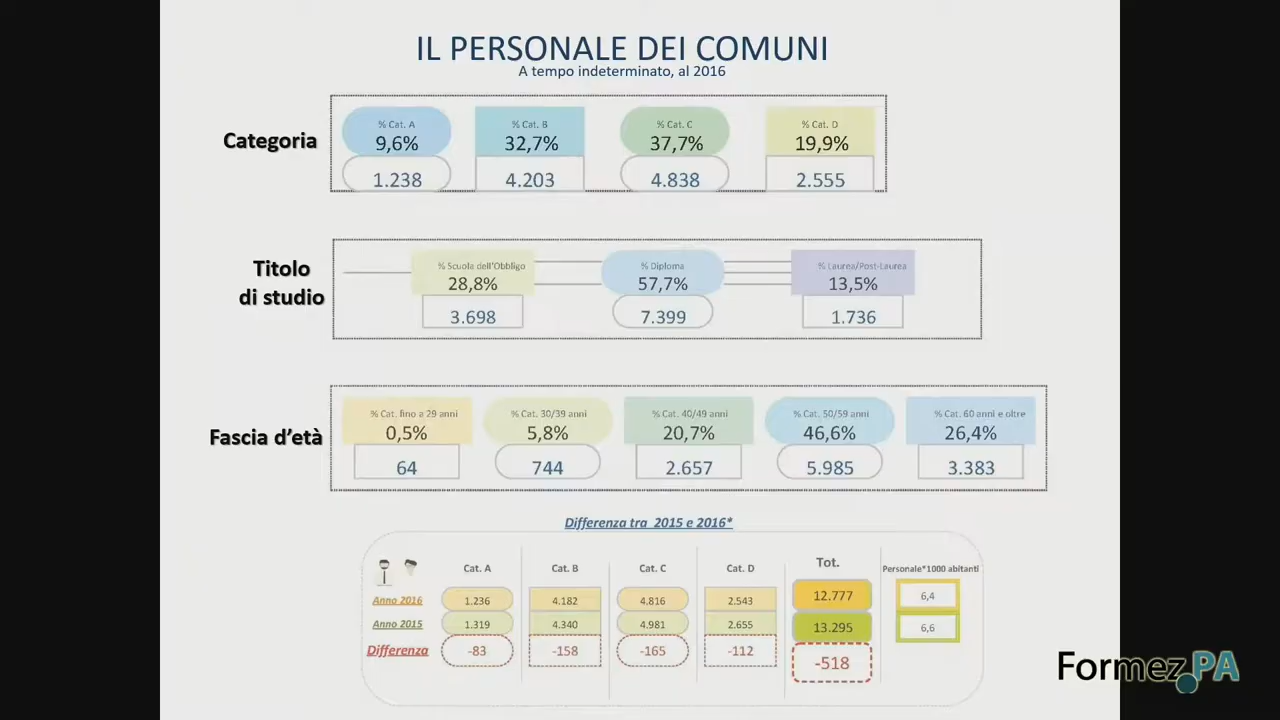 IL PERSONALE DEI COMUNI
A tempo indeterminato, al 2016
Categoria
% Cat. A
9,6%
1.238
% Cat. B
32,7%
4.203
% Cat. C
37,7%
4.838
% Cat. D
19,9%
2.555
Titolo
di studio
% Scuola dell'Obbligo
28,8%
3.698
% Diploma
57,7%
7.399
% Laurea/Post-Laurea
13,5%
1.736
Fascia d'età
% Cat. fino a 29 anni
0,5%
64
% Cat. 30/39 anni
5,8%
744
% Cat. 40/49 anni
20,7%
2.657
% Cat. 50/59 anni
46,6%
5.985
% Cat. 60 anni e oltre
26,4%
3.383
Differenza tra 2015 e 2016*
Cat. A Cat. B Cat. C Cat. D Tot. Personale*1000 abitanti
Anno 2016 1.236 4.182 4.816 2.543 12.777 6,4
Anno 2015 1.319 4.340 4.981 2.655 13.295 6,6
Differenza -83 -158 -165 -112 -518
Formez PA